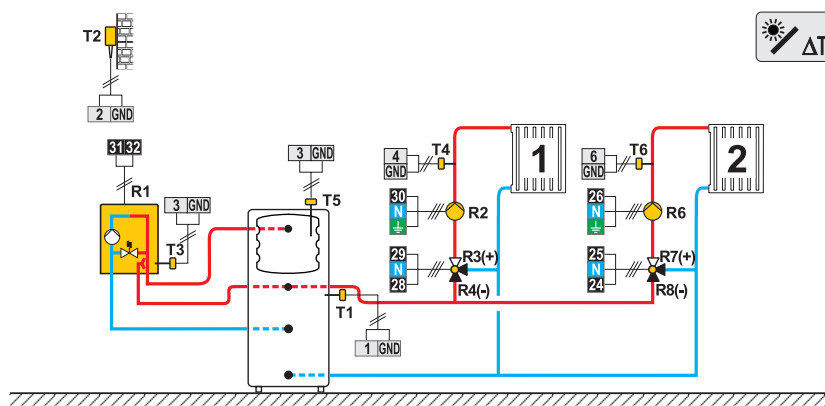 T2
ΔT
2 GND
31 32
R1
3 GND
T3
3 GND
T5
T1
1 GND
4
GND
T4
30
N
R2
29
N
28
R3(+)
R4(-)
1
6
GND
T6
26
N
R6
25
N
24
R7(+)
R8(-)
2